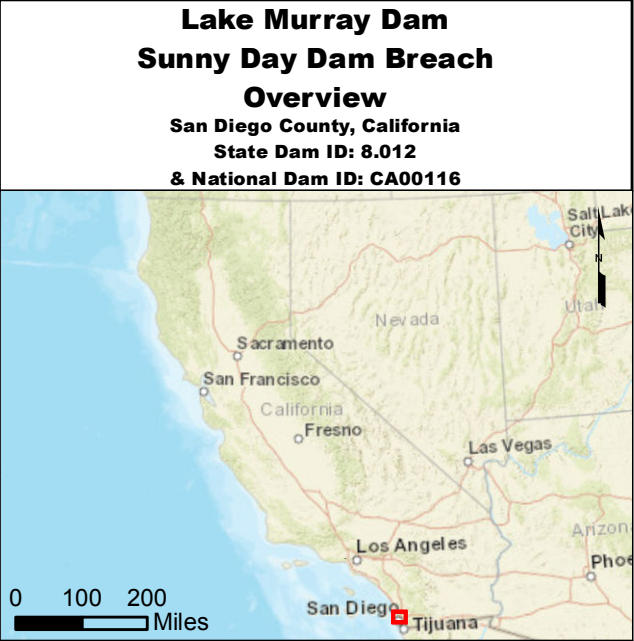 Lake Murray Dam
Sunny Day Dam Breach
Overview
San Diego County, California
State Dam ID: 8.012
& National Dam ID: CA00116
Salt Lak
City
N
Utah
Nevada
Sacramento
San Francisco
California
Fresno
Las Vegas
Arizon
Los Angeles
Phoe
0 100 200
Miles
San Diego
Tijuana